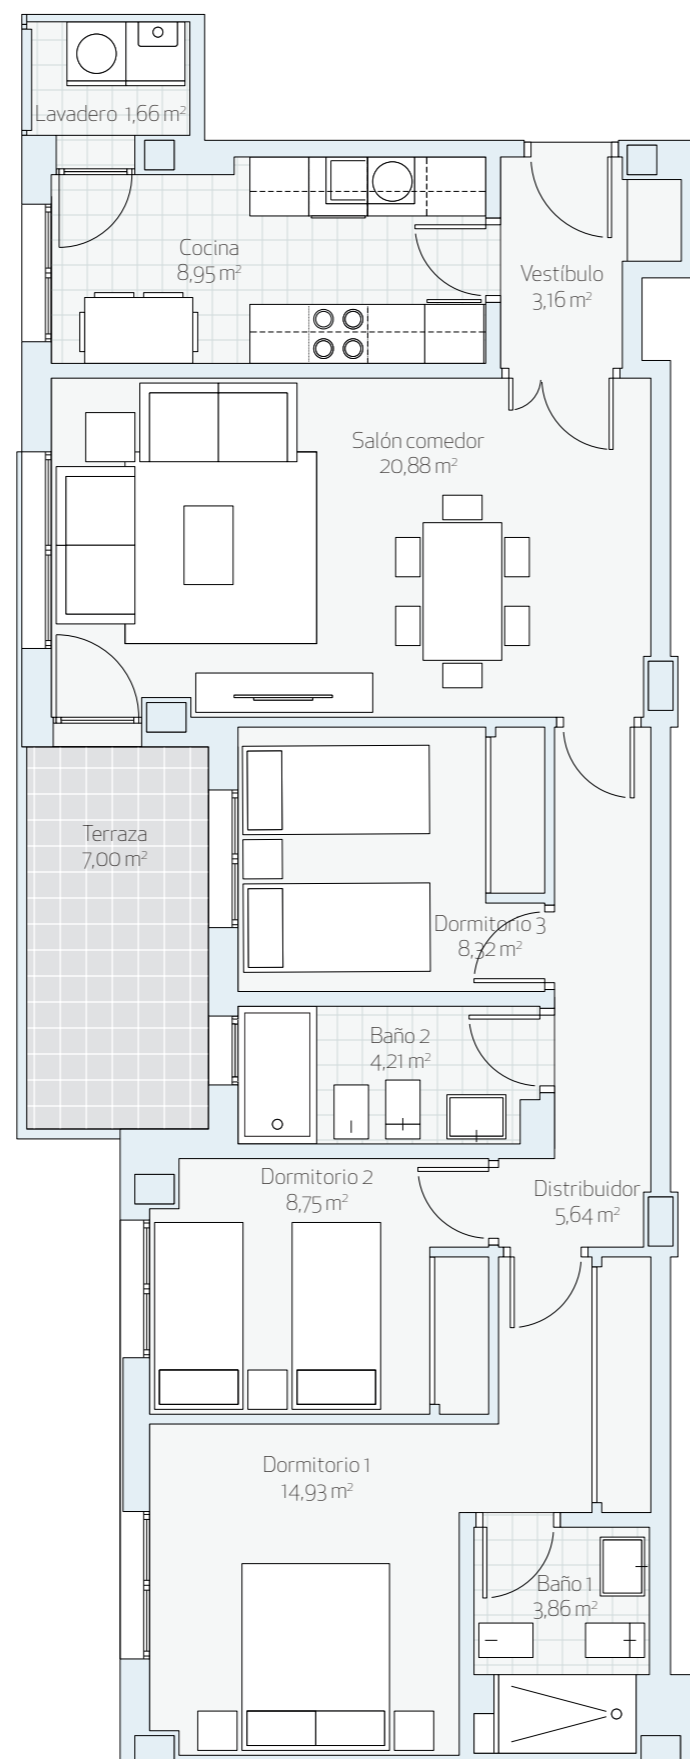 Lavadero 1,66 m²
Cocina
8,95 m²
Vestíbulo
3,16 m²
Salón comedor
20,88 m²
Terraza
7,00 m²
Dormitorio 3
8,32 m²
Baño 2
4,21 m²
Dormitorio 2
8,75 m²
Distribuidor
5,64 m²
Dormitorio 1
14,93 m²
Baño 1
3,86 m²